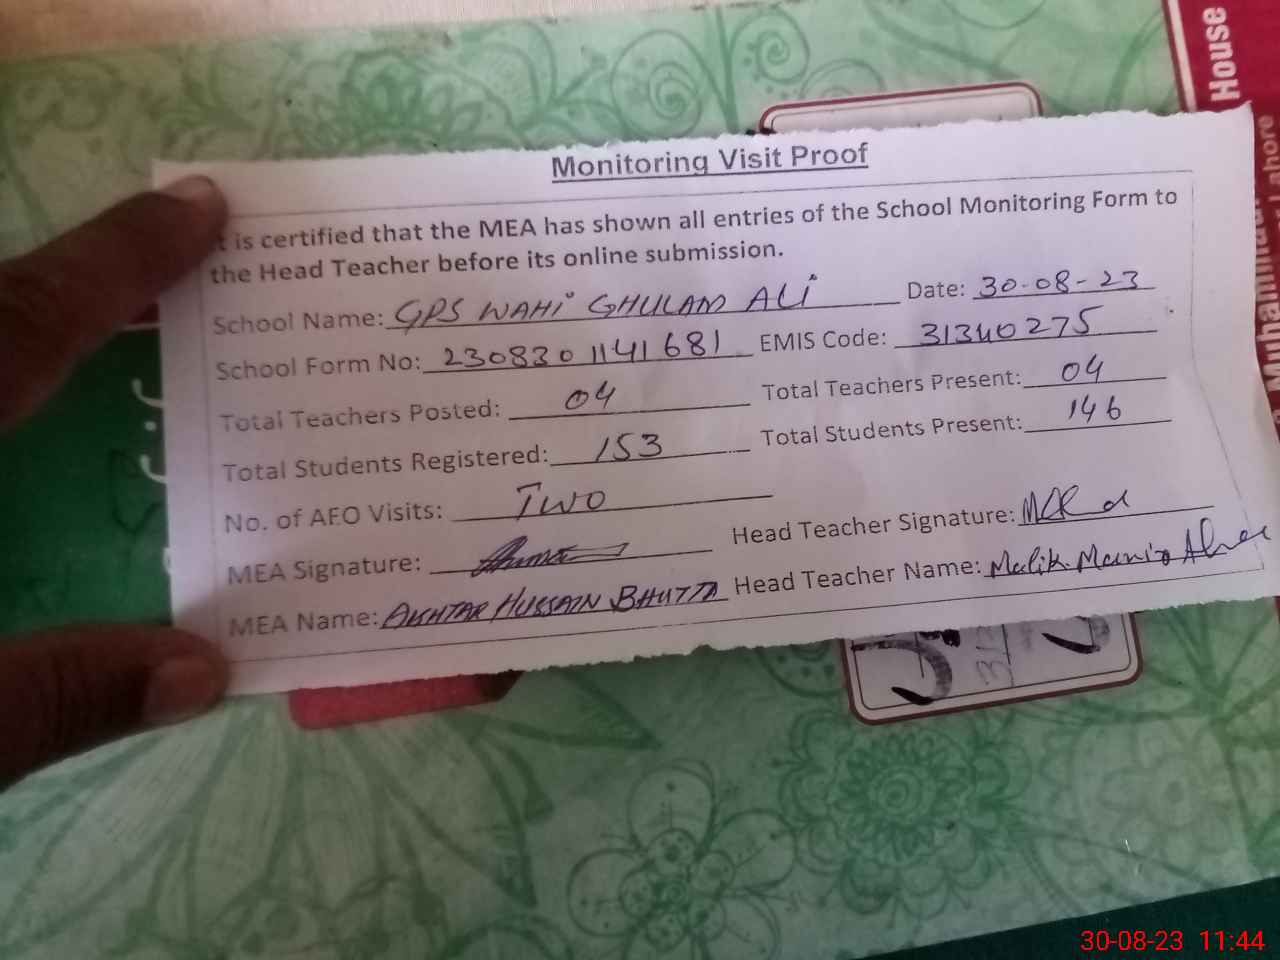 House
Lahore
Monitoring Visit Proof
t is certified that the MEA has shown all entries of the School Monitoring Form to
the Head Teacher before its online submission.
School Name: GPS WAHI GHULAM ALI Date: 30-08-23
School Form No: 230830 1141681 EMIS Code: 31340275
Total Teachers Posted: 04 Total Teachers Present: 04
Total Students Registered: 153 Total Students Present: 146
No. of AEO Visits: Two
MEA Signature: Head Teacher Signature:
MEA Name: AKHTAR HUSSAIN BHUTTA Head Teacher Name: Malik
30-08-23 11:44